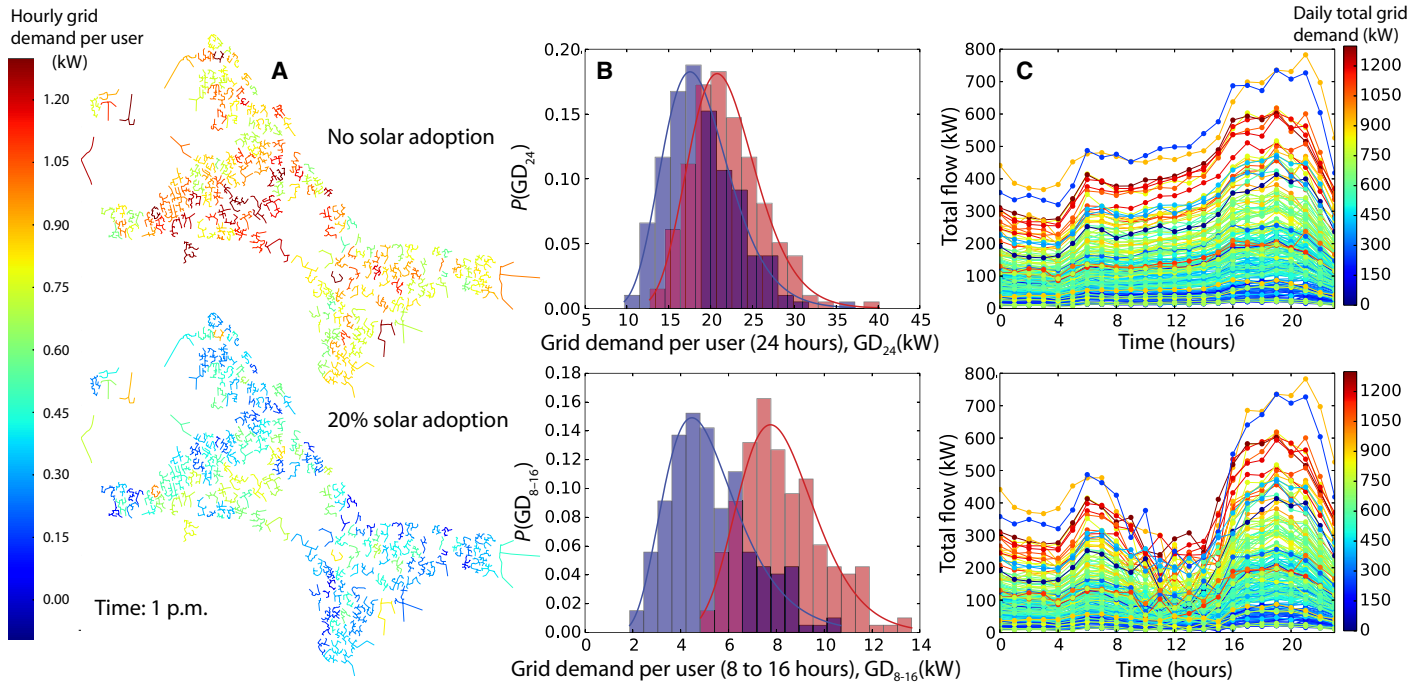 Hourly grid
demand per user
(kW)
1.20
1.05
0.90
0.75
0.60
0.45
0.30
0.15
0.00
A
No solar adoption
20% solar adoption
Time: 1 p.m.
B
P(GD24)
0.20
0.15
0.10
0.05
0.00
5 10 15 20 25 30 35 40 45
Grid demand per user (24 hours), GD24(kW)
P(GD8–16)
0.18
0.16
0.14
0.12
0.10
0.08
0.06
0.04
0.02
0.00
0 2 4 6 8 10 12 14
Grid demand per user (8 to 16 hours), GD8-16(kW)
C
Daily total grid
demand (kW)
Total flow (kW)
800
700
600
500
400
300
200
100
0
0 4 8 12 16 20
Time (hours)
1200
1050
900
750
600
450
300
150
0
Total flow (kW)
800
700
600
500
400
300
200
100
0
0 4 8 12 16 20
Time (hours)
1200
1050
900
750
600
450
300
150
0